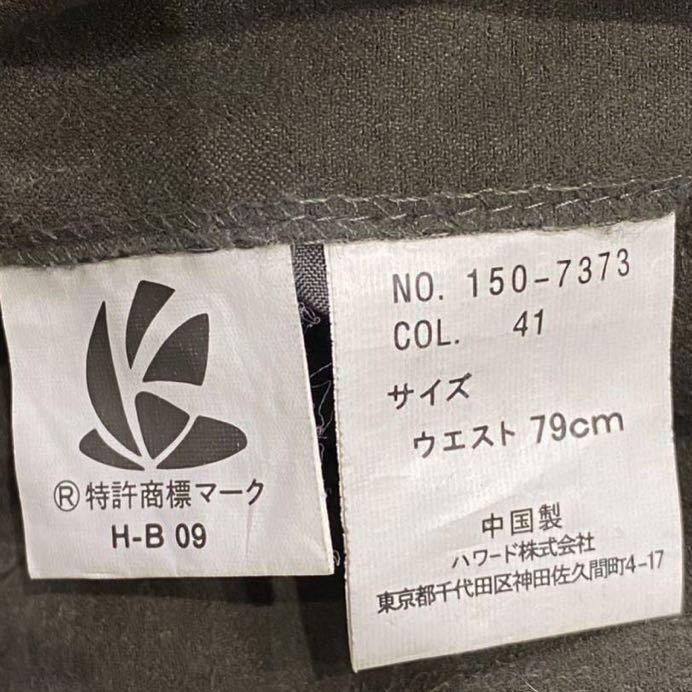 Ⓡ特許商標マーク
H-B 09
NO. 150-7373
COL. 41
サイズ
ウエスト 79cm
中国製
ハワード株式会社
東京都千代田区神田佐久間町4-17